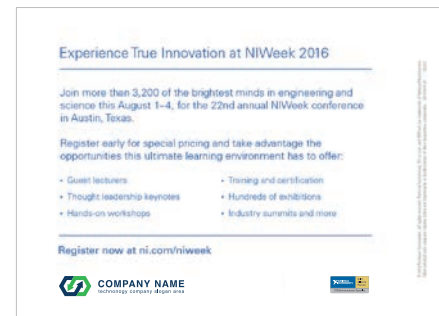 Experience True Innovation at NIWeek 2016
Join more than 3,200 of the brightest minds in engineering and
science this August 1–4, for the 22nd annual NIWeek conference
in Austin, Texas.
Register early for special pricing and take advantage the
opportunities this ultimate learning environment has to offer:
• Guest lecturers
• Thought leadership keynotes
• Hands-on workshops
• Training and certification
• Hundreds of exhibitions
• Industry summits and more
Register now at ni.com/niweek
COMPANY NAME
technology company slogan area